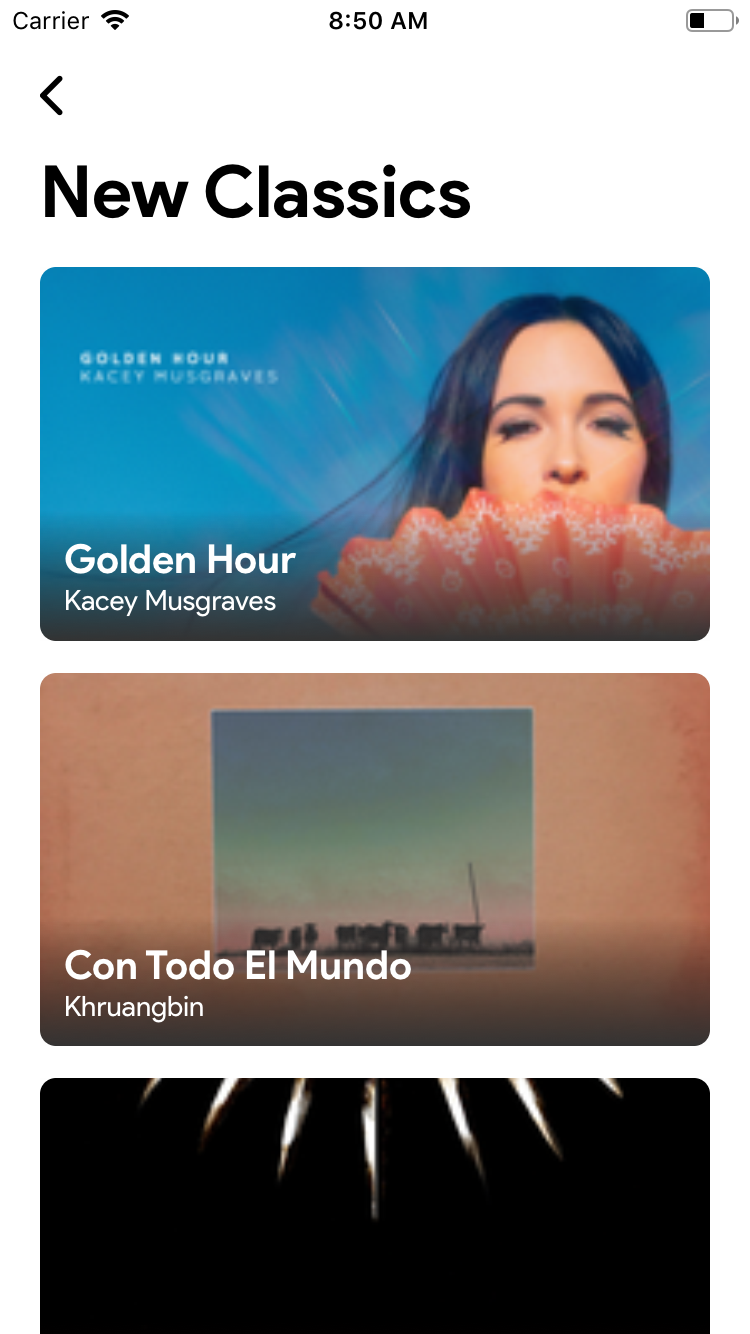 Carrier
8:50 AM
New Classics
GOLDEN HOUR
KACEY MUSGRAVES
Golden Hour
Kacey Musgraves
Con Todo El Mundo
Khruangbin